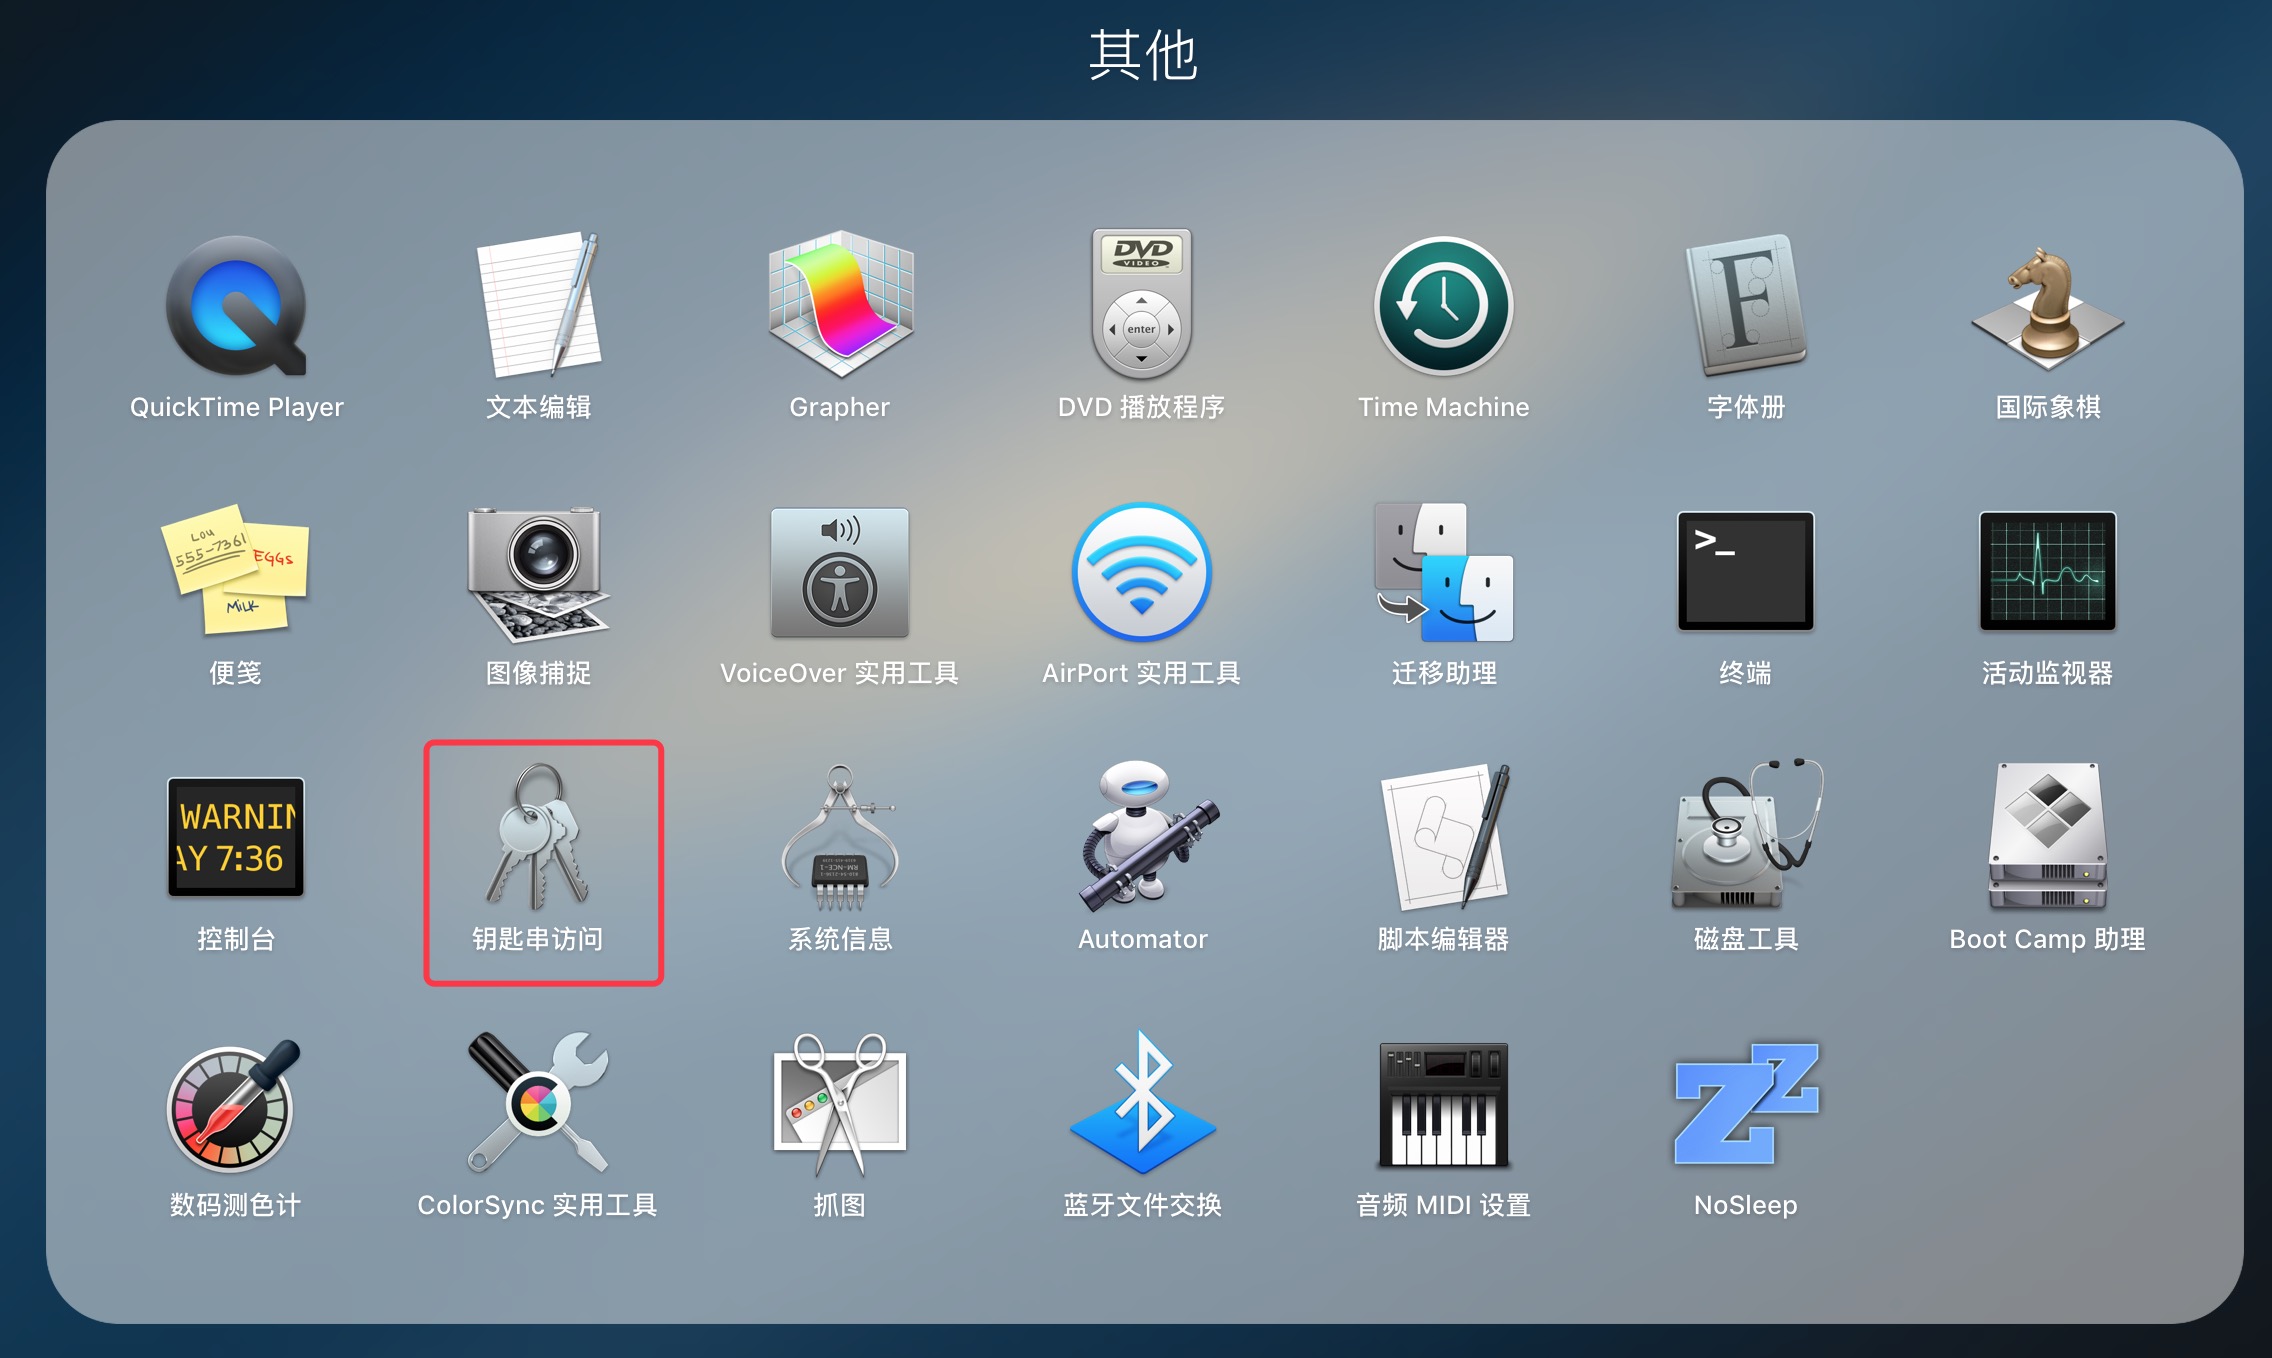 其他
DVD
VIDEO
enter
F
QuickTime Player
文本编辑
Grapher
DVD 播放程序
Time Machine
字体册
国际象棋
Lou
555-7361
EGGs
MiLK
>_
便笺
图像捕捉
VoiceOver 实用工具
AirPort 实用工具
迁移助理
终端
活动监视器
WARNIN
AY 7:36
控制台
钥匙串访问
系统信息
Automator
脚本编辑器
磁盘工具
Boot Camp 助理
数码测色计
ColorSync 实用工具
抓图
蓝牙文件交换
音频 MIDI 设置
NoSleep